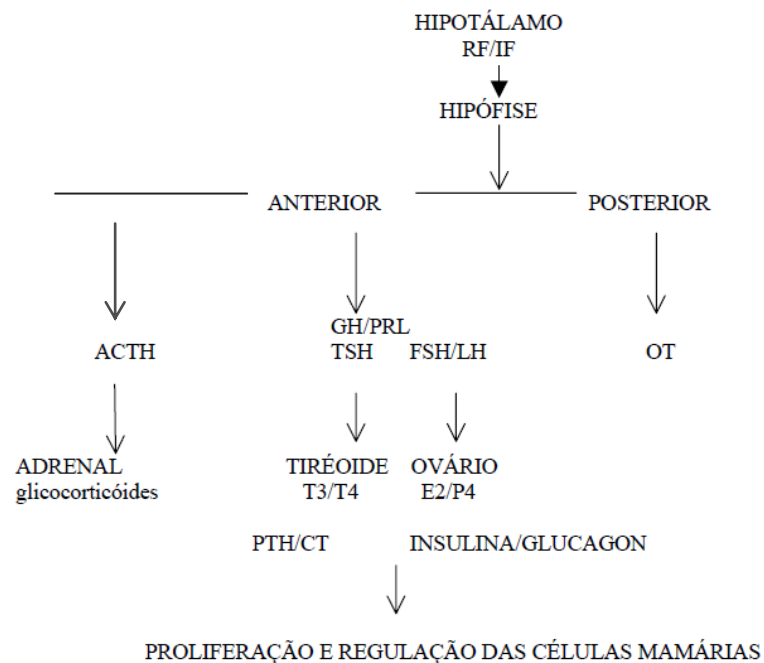 HIPOTÁLAMO
RF/IF
HIPÓFISE
ANTERIOR POSTERIOR
GH/PRL
ACTH TSH FSH/LH OT
ADRENAL TIRÉOIDE OVÁRIO
glicocorticóides T3/T4 E2/P4
PTH/CT INSULINA/GLUCAGON
PROLIFERAÇÃO E REGULAÇÃO DAS CÉLULAS MAMÁRIAS